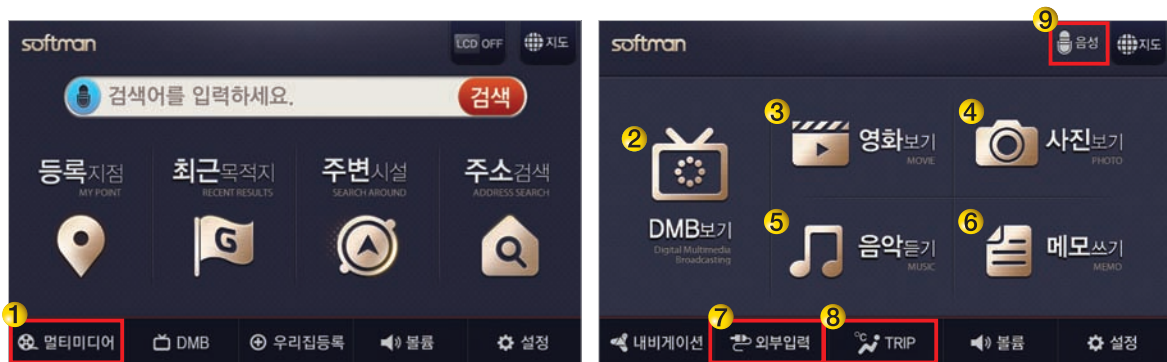 softman
LCD OFF
지도
검색어를 입력하세요.
검색
등록지점
MY POINT
최근목적지
RECENT RESULTS
주변시설
SEARCH AROUND
주소검색
ADDRESS SEARCH
G
1
멀티미디어
DMB
우리집등록
볼륨
설정
softman
9
음성
지도
2
DMB보기
Digital Multimedia
Broadcasting
3
영화보기
MOVIE
4
사진보기
PHOTO
5
음악듣기
MUSIC
6
메모쓰기
MEMO
내비게이션
7
외부입력
8
℃
TRIP
볼륨
설정